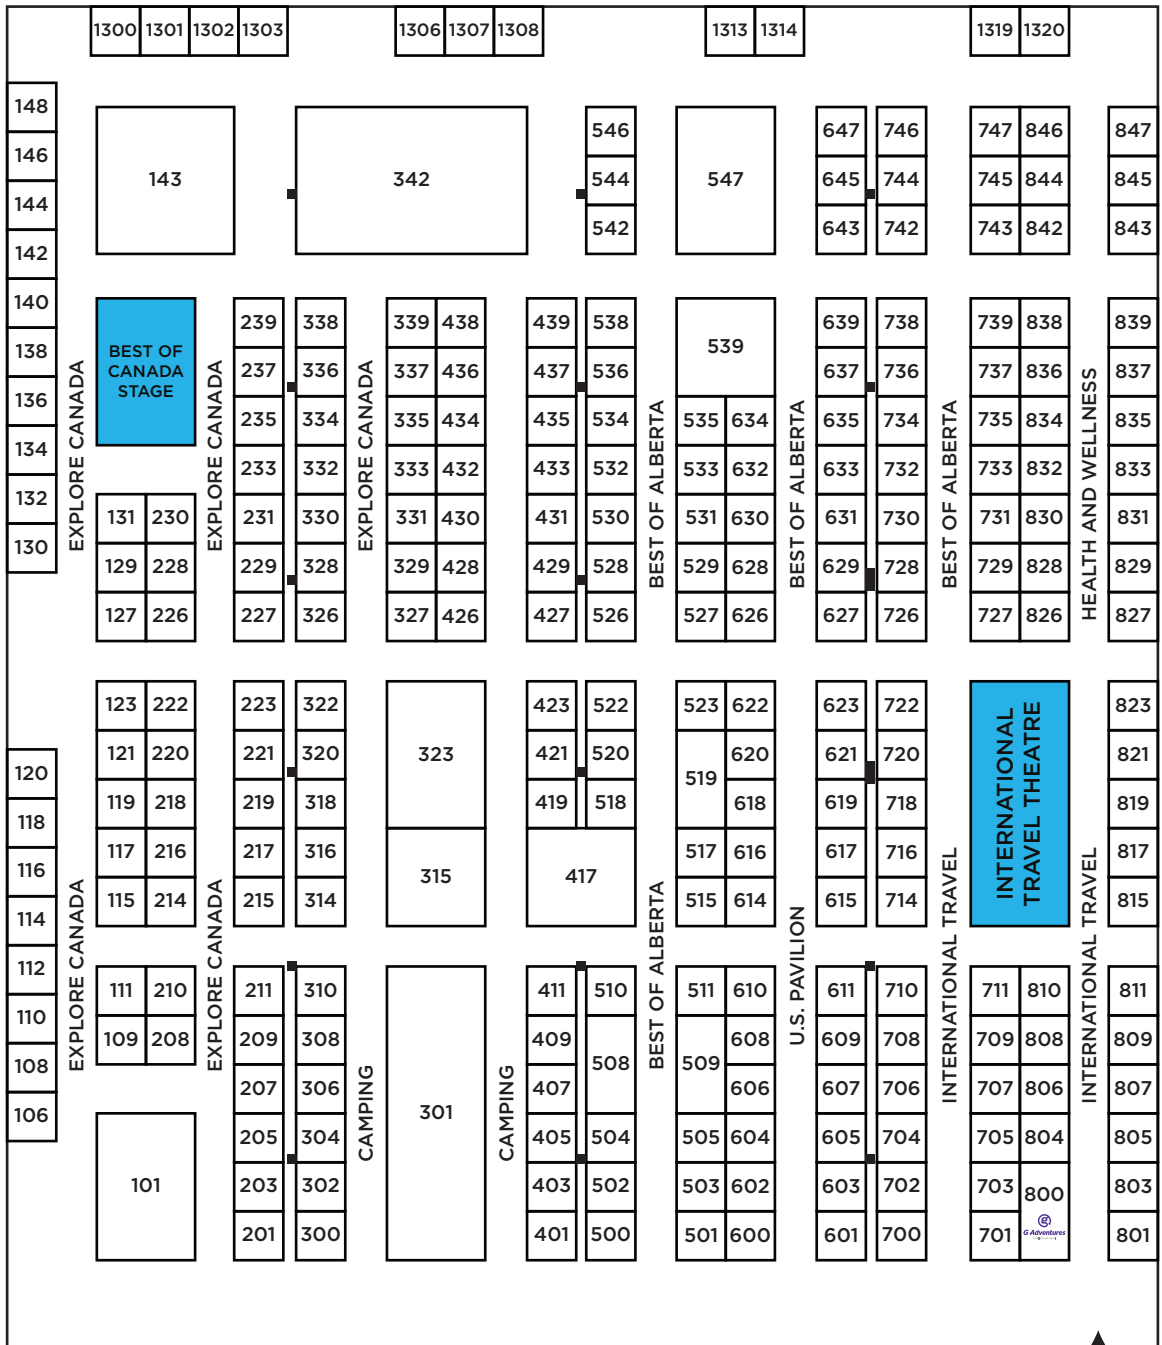 1300 1301 1302 1303 1306 1307 1308 1313 1314 1319 1320
148
546 647 746 747 846 847
146
143 342 544 547 645 744 745 844 845
144
542 643 742 743 842 843
142
140
239 338 339 438 439 538 639 738 739 838 839
BEST OF
CANADA
STAGE
539
138
237 336 337 436 437 536 637 736 737 836 837
136
235 334 335 434 435 534 535 634 635 734 735 834 835
134
233 332 333 432 433 532 533 632 633 732 733 832 833
132
131 230 231 330 331 430 431 530 531 630 631 730 731 830 831
130
129 228 229 328 329 428 429 528 529 628 629 728 729 828 829
127 226 227 326 327 426 427 526 527 626 627 726 727 826 827
EXPLORE CANADA
EXPLORE CANADA
EXPLORE CANADA
BEST OF ALBERTA
BEST OF ALBERTA
BEST OF ALBERTA
HEALTH AND WELLNESS
123 222 223 322 423 522 523 622 623 722 823
121 220 221 320 323 421 520 620 621 720 821
120
519
119 218 219 318 419 518 618 619 718 819
118
117 216 217 316 517 616 617 716 817
116
315 417
115 214 215 314 515 614 615 714 815
114
INTERNATIONAL
TRAVEL THEATRE
112
111 210 211 310 411 510 511 610 611 710 711 810 811
110
109 208 209 308 409 608 609 708 709 808 809
108
508 509
207 306 407 606 607 706 707 806 807
106
301
205 304 405 504 505 604 605 704 705 804 805
101 203 302 403 502 503 602 603 702 703 800 803
G Adventures
201 300 401 500 501 600 601 700 701 801
EXPLORE CANADA
EXPLORE CANADA
CAMPING
CAMPING
BEST OF ALBERTA
U.S. PAVILION
INTERNATIONAL TRAVEL
INTERNATIONAL TRAVEL